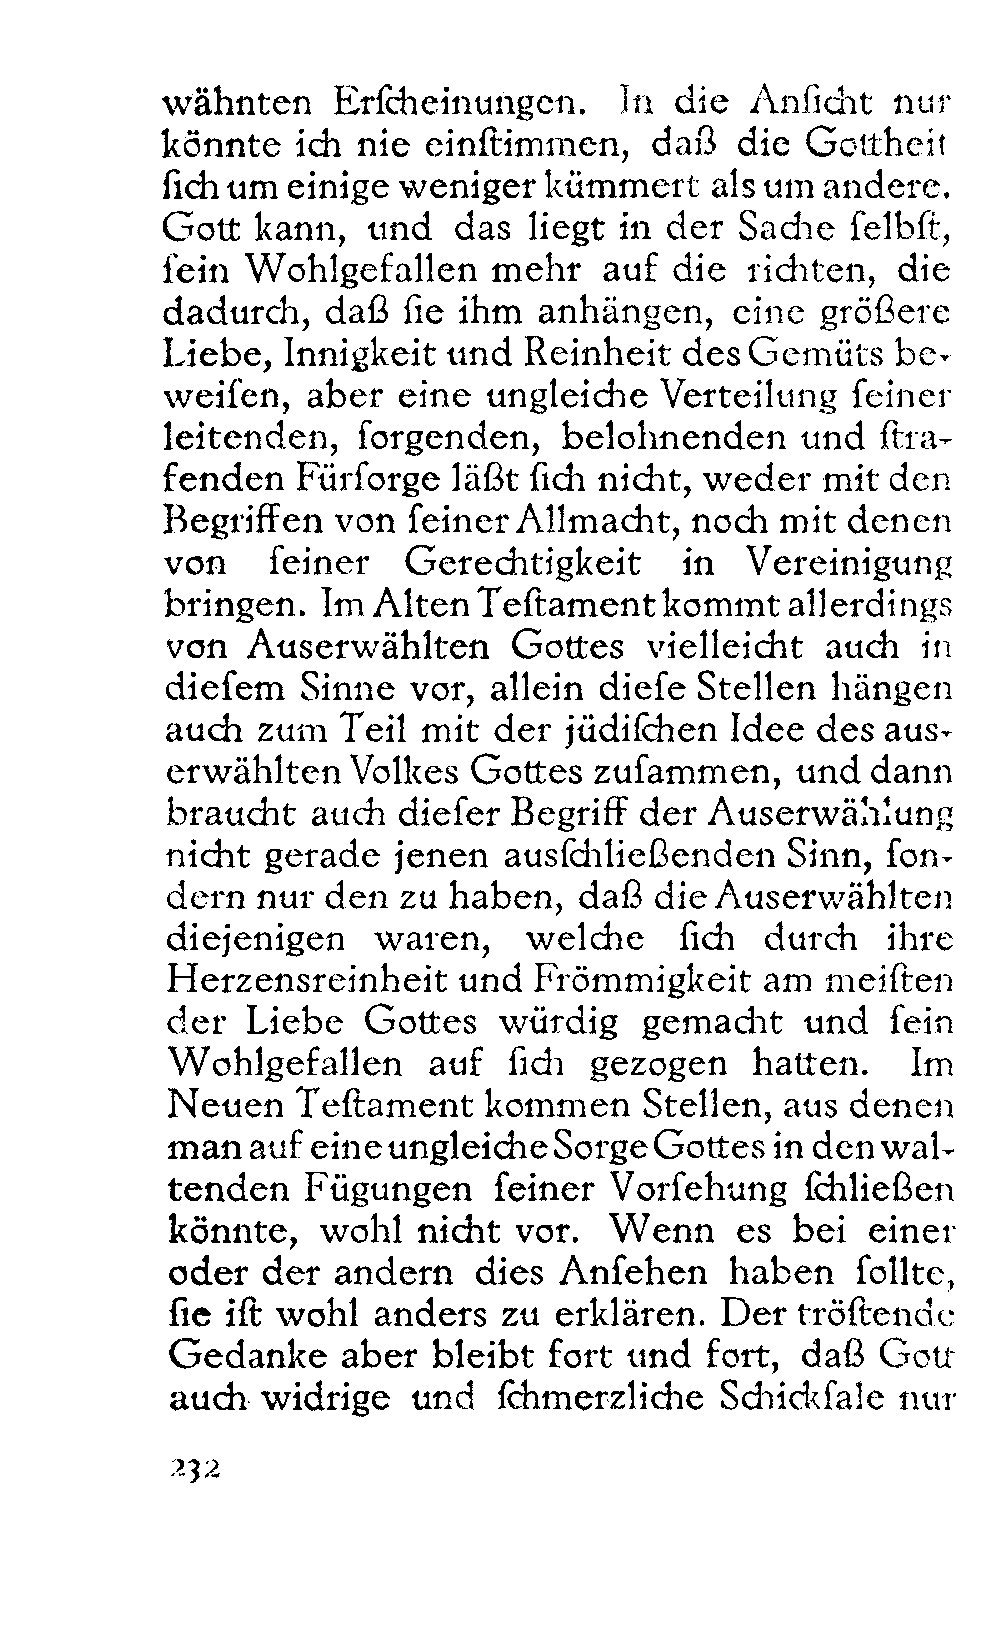 wähnten Erſcheinungen. In die Anſicht nur
könnte ich nie einſtimmen, daß die Gottheit
ſich um einige weniger kümmert als um andere.
Gott kann, und das liegt in der Sache ſelbſt,
ſein Wohlgefallen mehr auf die richten, die
dadurch, daß ſie ihm anhängen, eine größere
Liebe, Innigkeit und Reinheit des Gemüts be-
weiſen, aber eine ungleiche Verteilung ſeiner
leitenden, ſorgenden, belohnenden und ſtra-
fenden Fürſorge läßt ſich nicht, weder mit den
Begriffen von ſeiner Allmacht, noch mit denen
von ſeiner Gerechtigkeit in Vereinigung
bringen. Im Alten Teſtament kommt allerdings
von Auserwählten Gottes vielleicht auch in
dieſem Sinne vor, allein dieſe Stellen hängen
auch zum Teil mit der jüdiſchen Idee des aus-
erwählten Volkes Gottes zuſammen, und dann
braucht auch dieſer Begriff der Auserwählung
nicht gerade jenen ausſchließenden Sinn, ſon-
dern nur den zu haben, daß die Auserwählten
diejenigen waren, welche ſich durch ihre
Herzensreinheit und Frömmigkeit am meiſten
der Liebe Gottes würdig gemacht und ſein
Wohlgefallen auf ſich gezogen hatten. Im
Neuen Teſtament kommen Stellen, aus denen
man auf eine ungleiche Sorge Gottes in den wal-
tenden Fügungen ſeiner Vorſehung ſchließen
könnte, wohl nicht vor. Wenn es bei einer
oder der andern dies Anſehen haben ſollte,
ſie iſt wohl anders zu erklären. Der tröſtende
Gedanke aber bleibt fort und fort, daß Gott
auch widrige und ſchmerzliche Schickſale nur
232